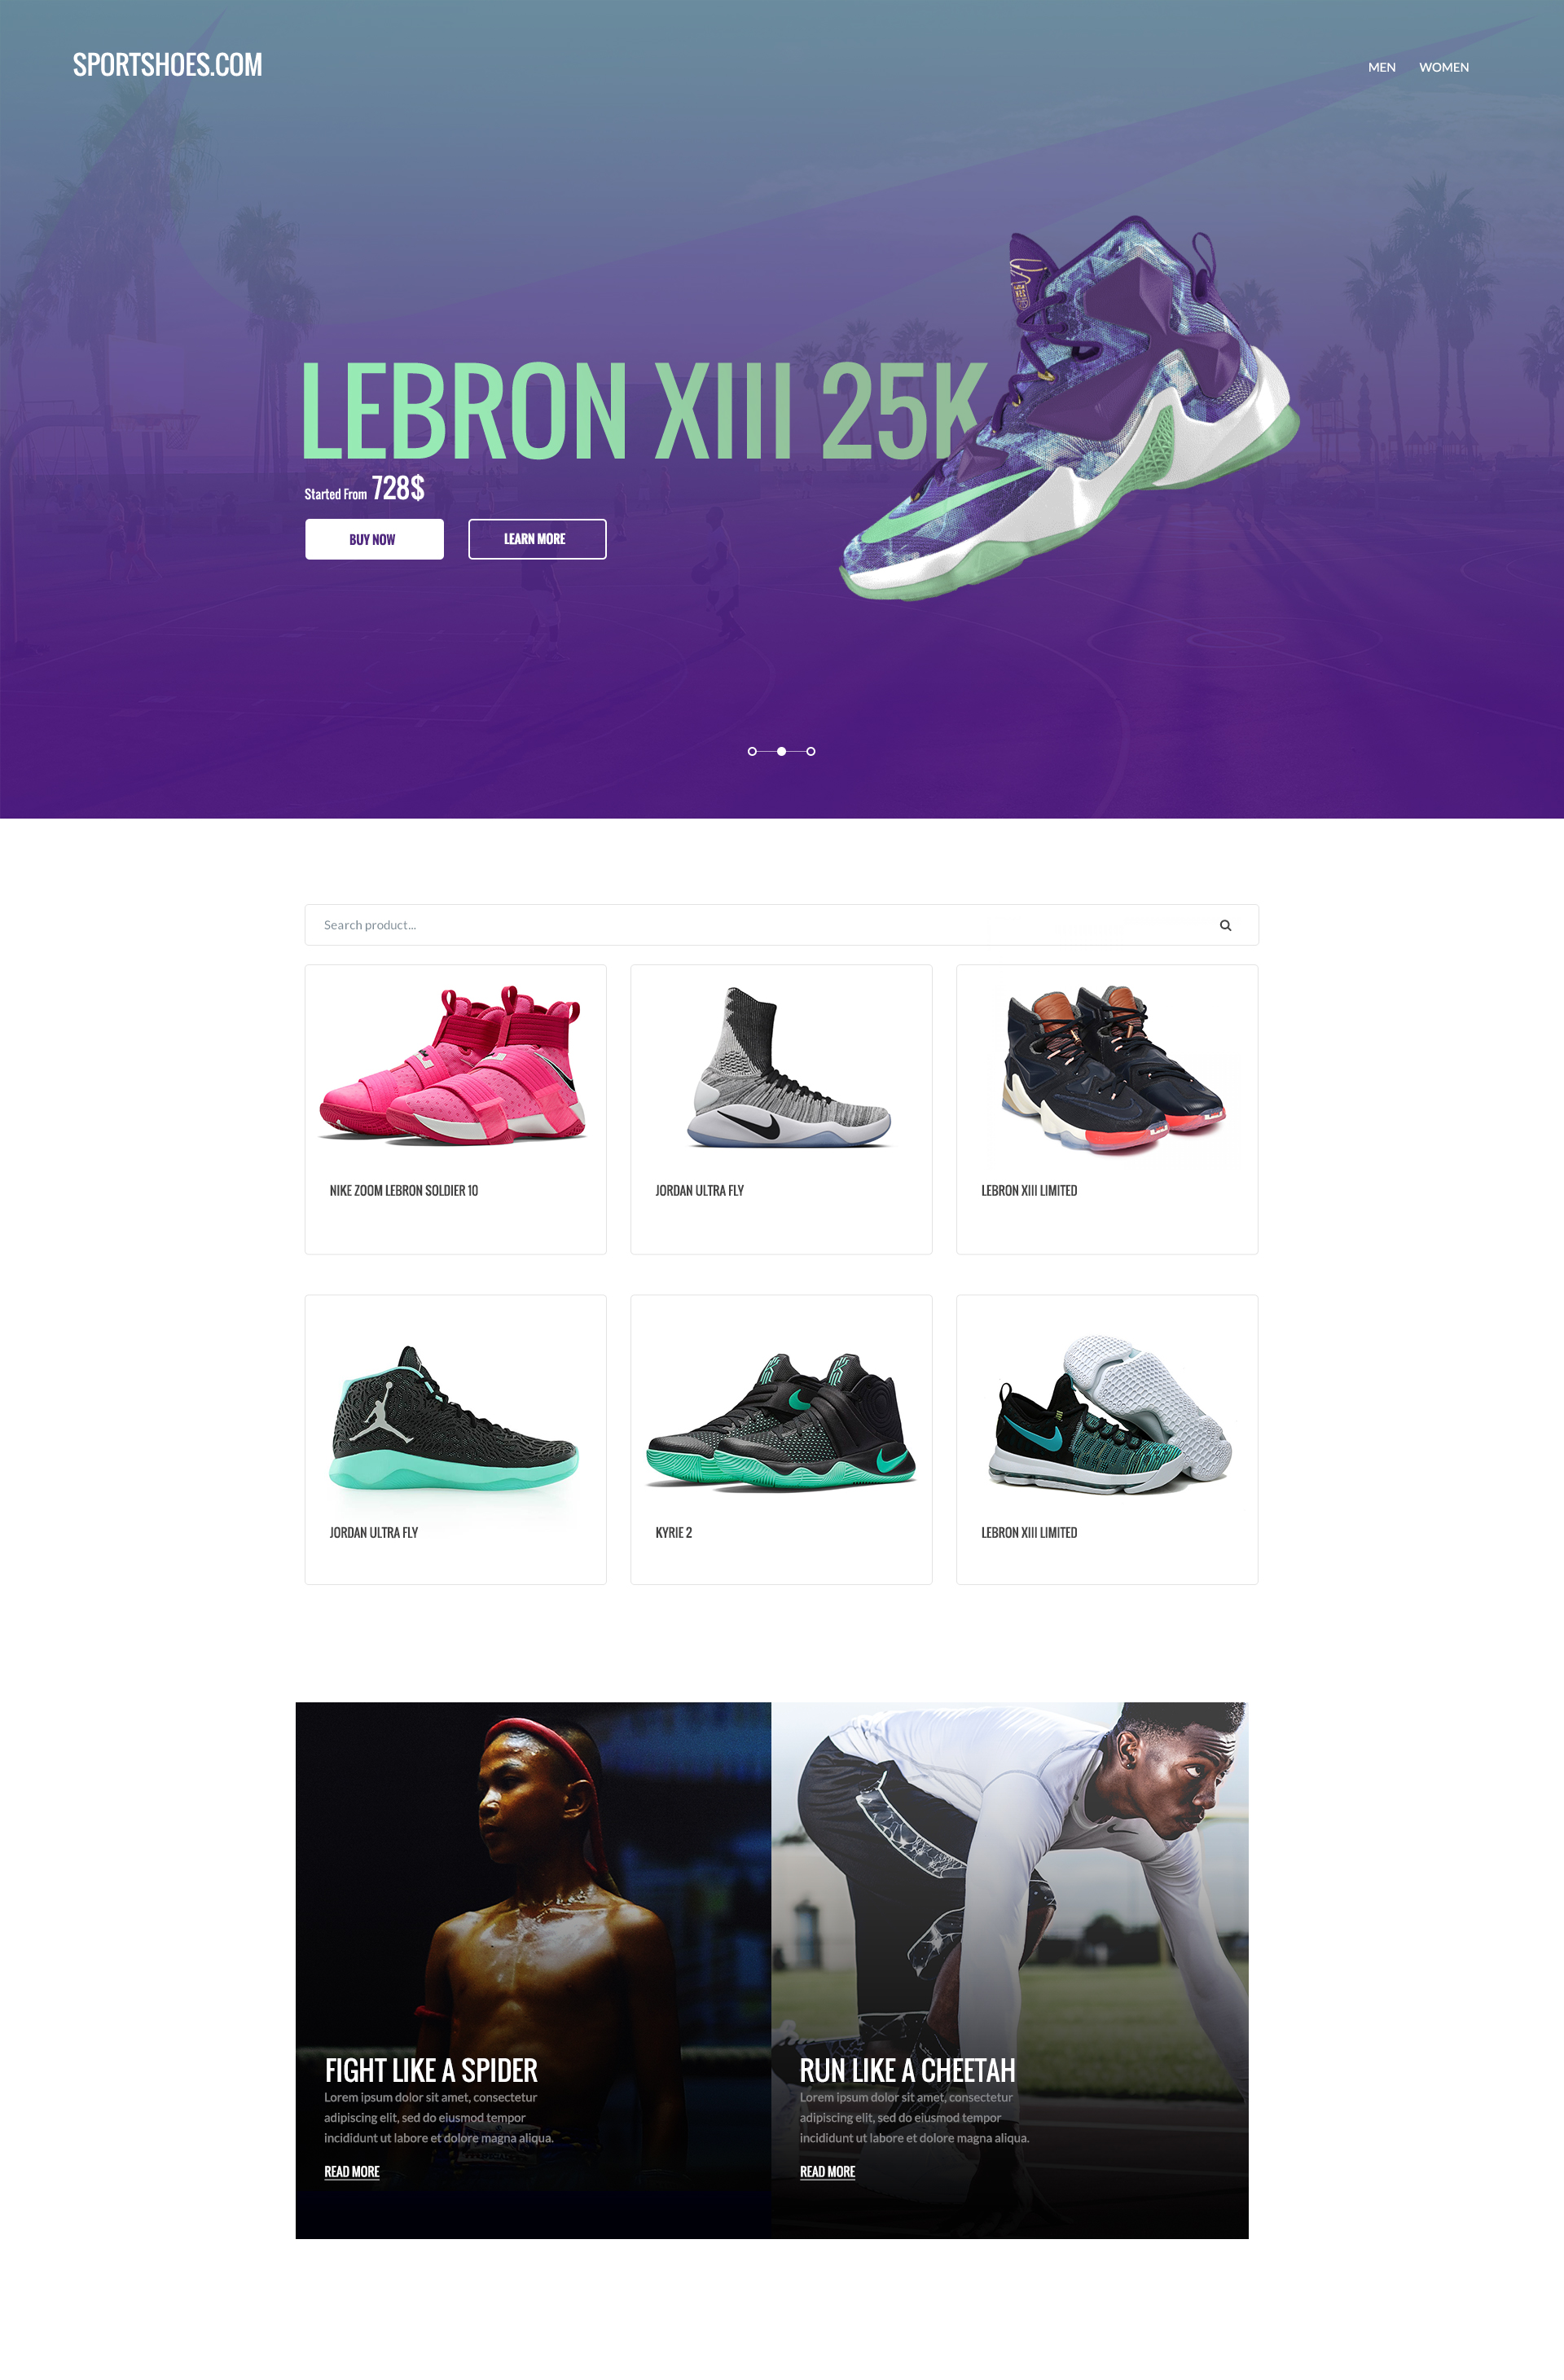 SPORTSHOES.COM
MEN WOMEN
LEBRON XIII 25K
Started From 728$
BUY NOW LEARN MORE
Search product...
NIKE ZOOM LEBRON SOLDIER 10
JORDAN ULTRA FLY
LEBRON XIII LIMITED
JORDAN ULTRA FLY
KYRIE 2
LEBRON XIII LIMITED
FIGHT LIKE A SPIDER
Lorem ipsum dolor sit amet, consectetur
adipiscing elit, sed do eiusmod tempor
incididunt ut labore et dolore magna aliqua.
READ MORE
RUN LIKE A CHEETAH
Lorem ipsum dolor sit amet, consectetur
adipiscing elit, sed do eiusmod tempor
incididunt ut labore et dolore magna aliqua.
READ MORE